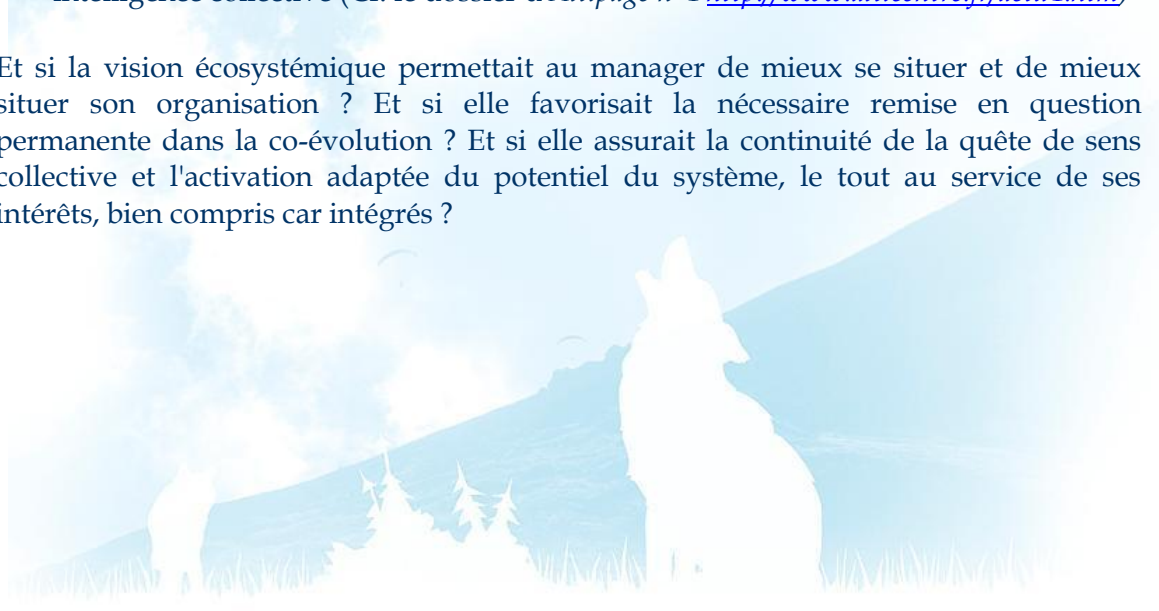 intelligence collective (Cf. le dossier
Et si la vision écosystémique permettait au manager de mieux se situer et de mieux
situer son organisation ? Et si elle favorisait la nécessaire remise en question
permanente dans la co-évolution ? Et si elle assurait la continuité de la quête de sens
collective et l'activation adaptée du potentiel du système, le tout au service de ses
intérêts, bien compris car intégrés ?